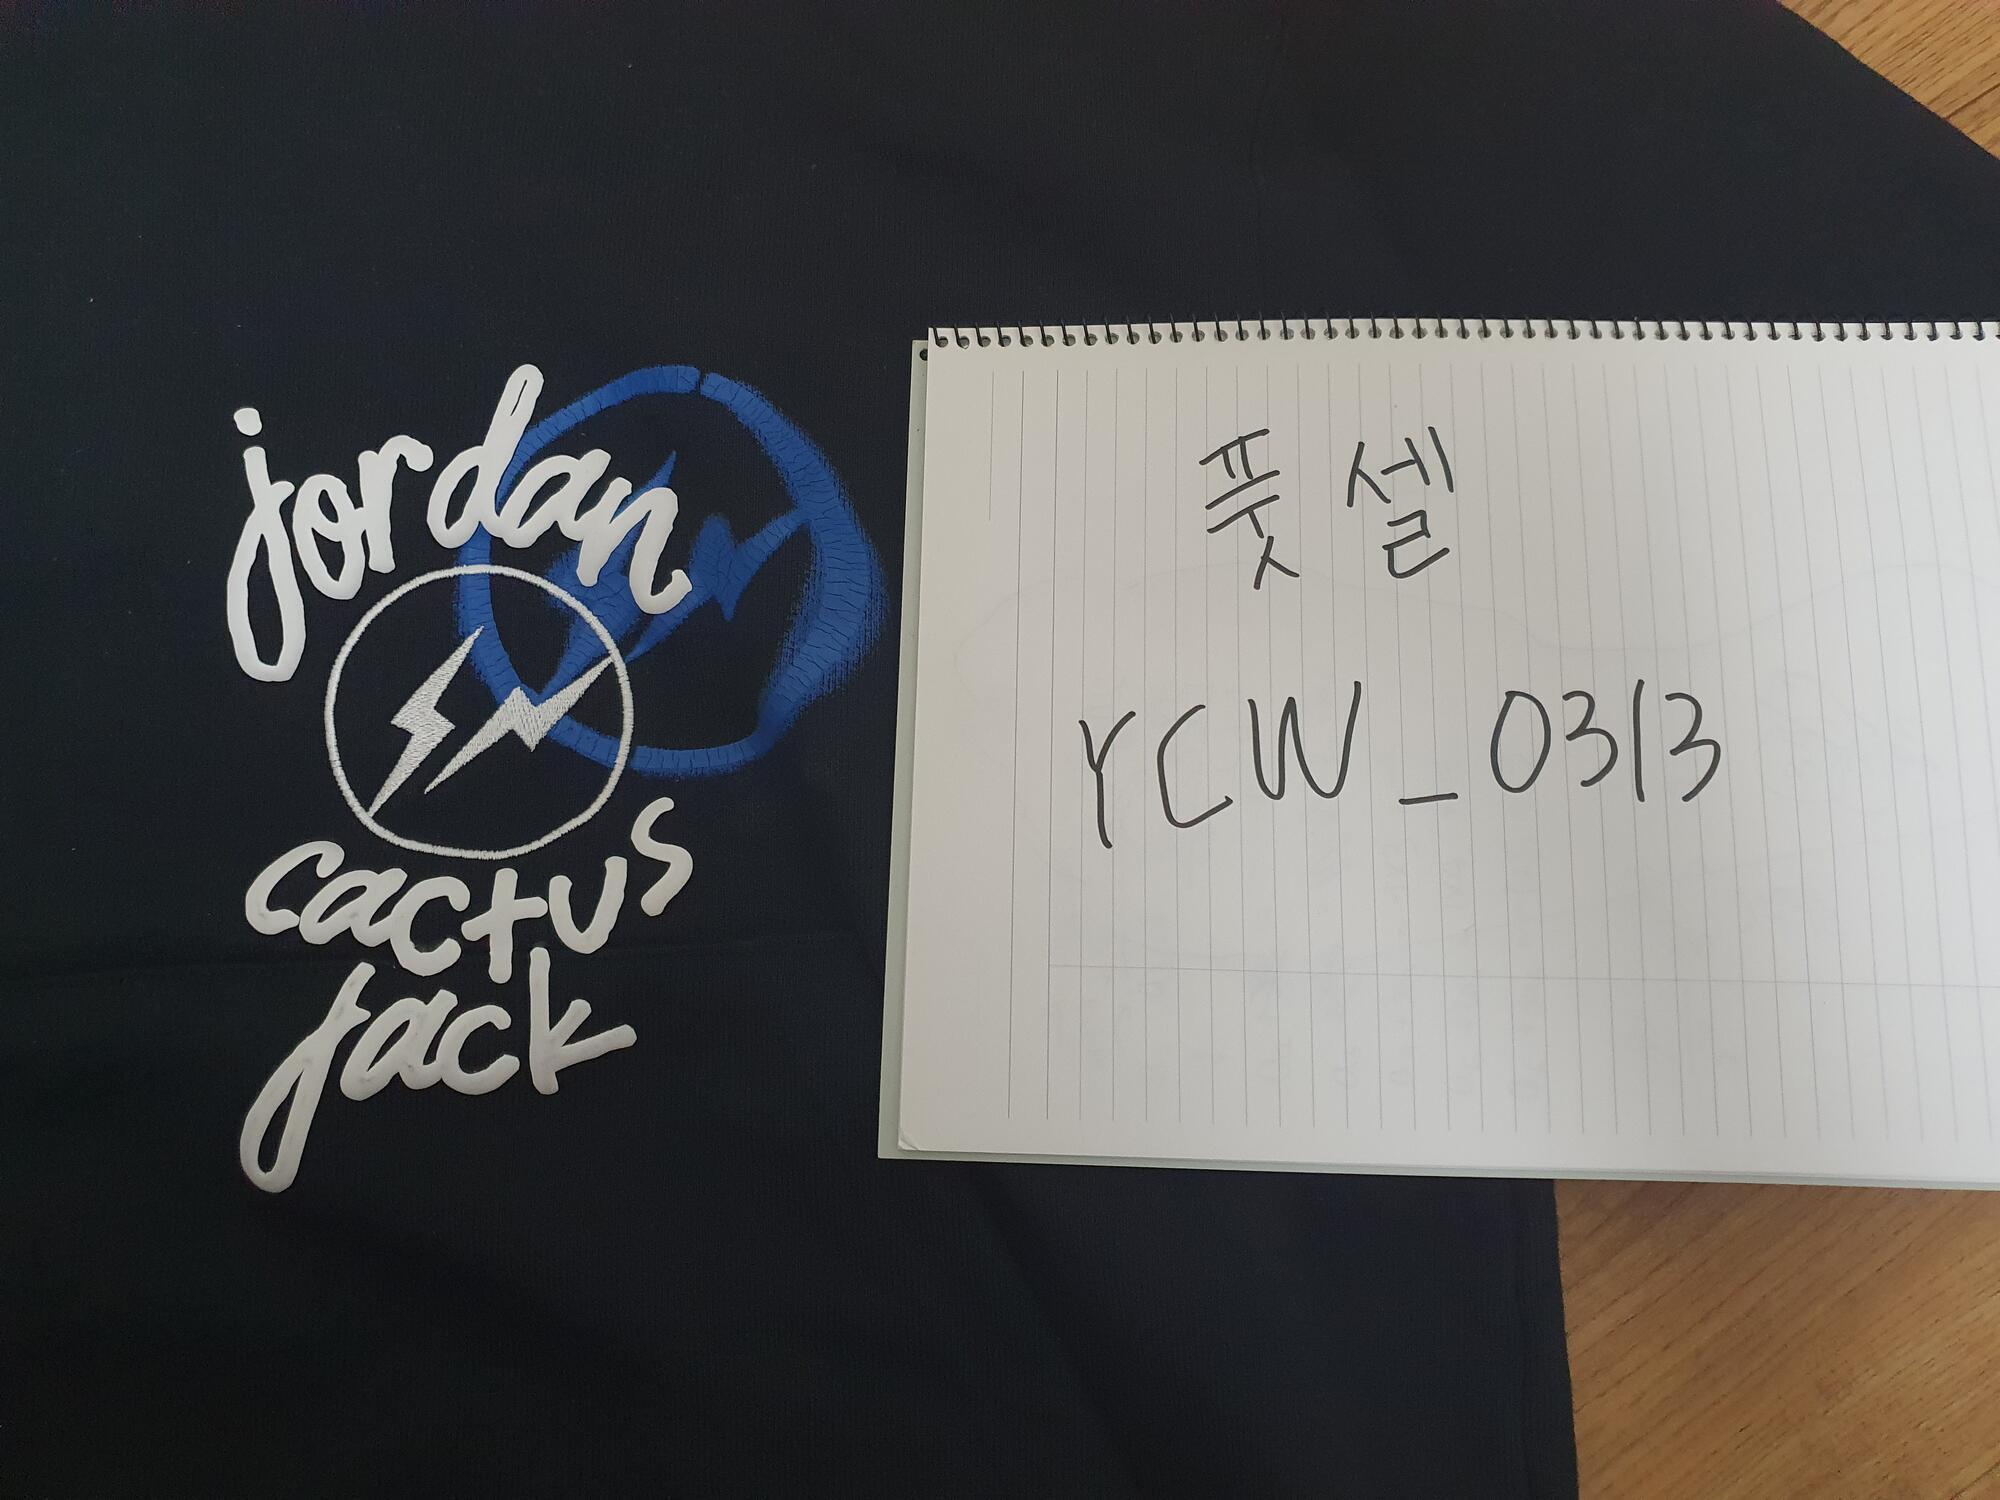 jordan
cactus
jack
풋셀
YCW_0313